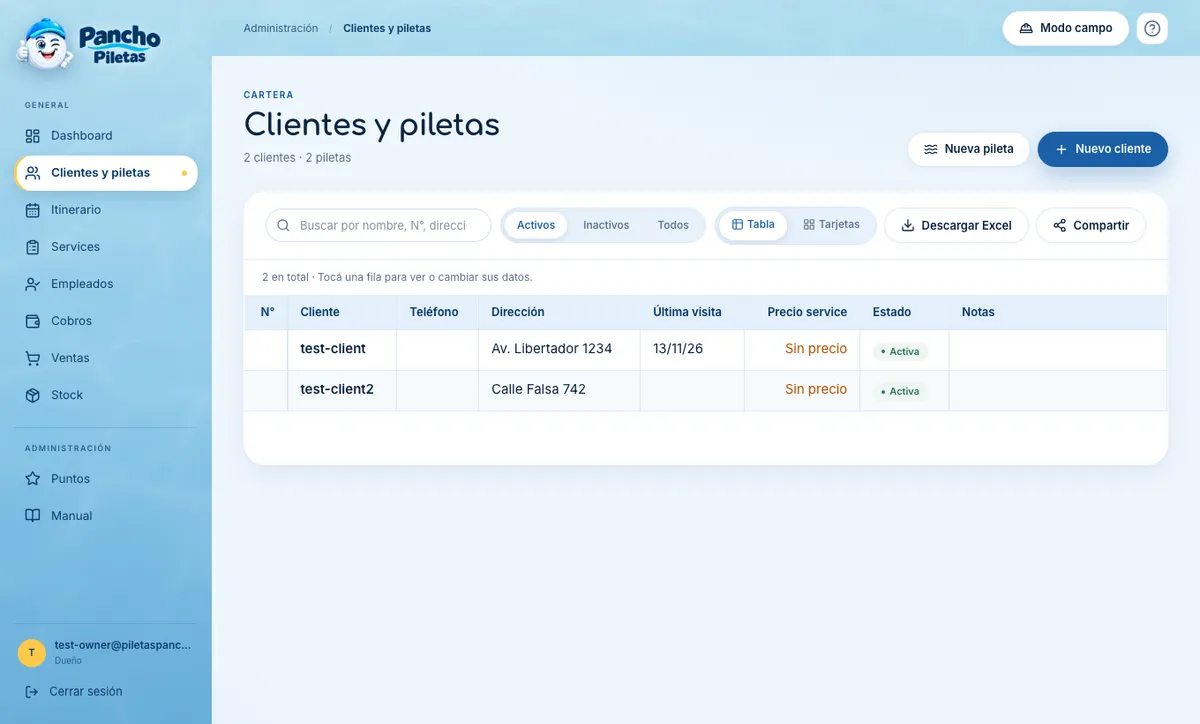 Pancho
Piletas
GENERAL
Dashboard
Clientes y piletas
Itinerario
Services
Empleados
Cobros
Ventas
Stock
ADMINISTRACIÓN
Puntos
Manual
T
test-owner@piletaspanc...
Dueño
Cerrar sesión
Administración / Clientes y piletas
Modo campo
?
CARTERA
Clientes y piletas
2 clientes · 2 piletas
Nueva pileta
+ Nuevo cliente
Buscar por nombre, N°, direcci
Activos Inactivos Todos
Tabla Tarjetas
Descargar Excel
Compartir
2 en total · Tocá una fila para ver o cambiar sus datos.
N° Cliente Teléfono Dirección Última visita Precio service Estado Notas
test-client Av. Libertador 1234 13/11/26 Sin precio • Activa
test-client2 Calle Falsa 742 Sin precio • Activa